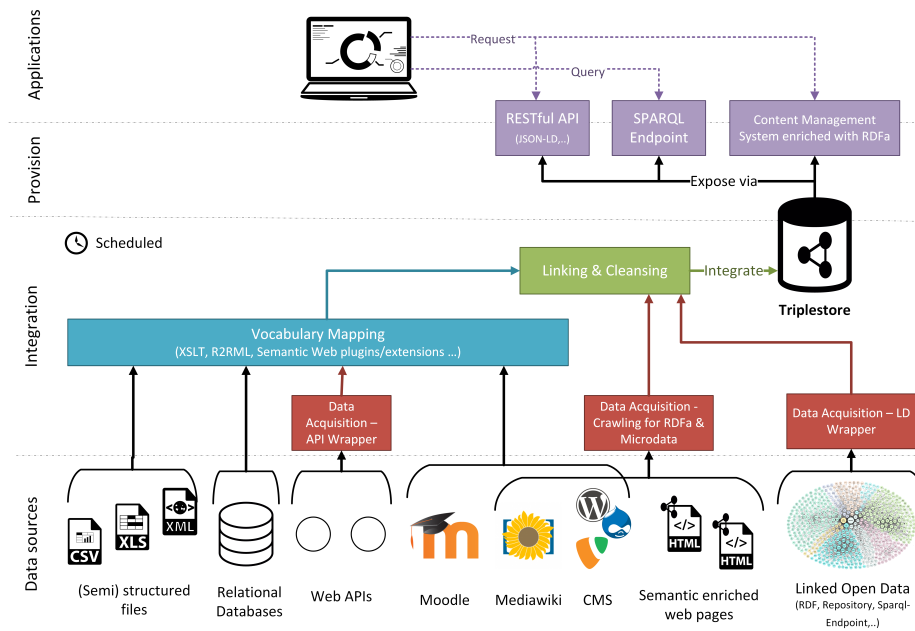 Applications
Request
Query
RESTful API
(JSON-LD,..)
SPARQL
Endpoint
Content Management
System enriched with RDFa
Provision
Expose via
Scheduled
Integration
Linking & Cleansing
Integrate
Triplestore
Vocabulary Mapping
(XSLT, R2RML, Semantic Web plugins/extensions ...)
Data
Acquisition –
API Wrapper
Data Acquisition -
Crawling for RDFa &
Microdata
Data Acquisition – LD
Wrapper
Data sources
CSV
XLS
XML
</>
HTML
</>
HTML
(Semi) structured
files
Relational
Databases
Web APIs
Moodle
Mediawiki
CMS
Semantic enriched
web pages
Linked Open Data
(RDF, Repository, Sparql-
Endpoint,..)